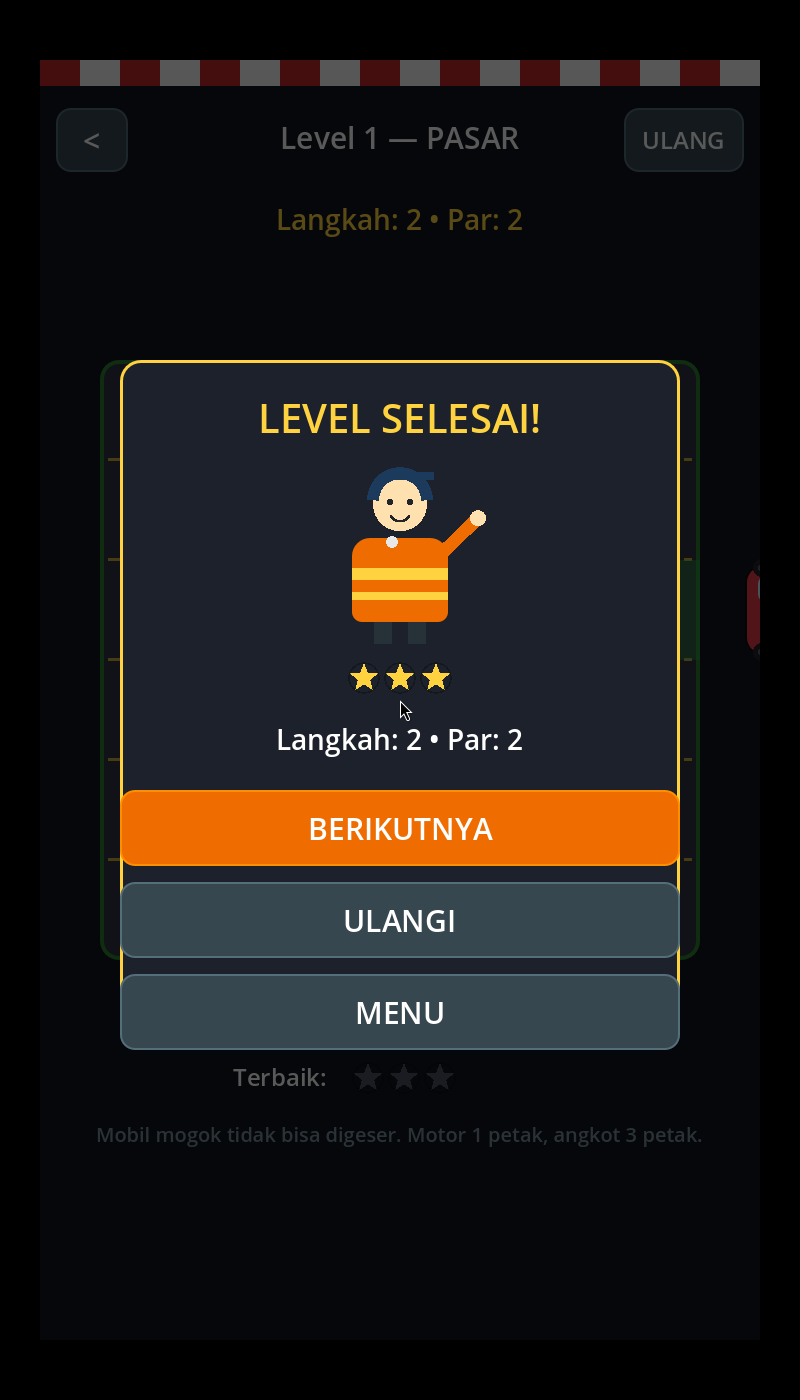 <
Level 1 — PASAR
ULANG
Langkah: 2 • Par: 2
LEVEL SELESAI!
Langkah: 2 • Par: 2
BERIKUTNYA
ULANGI
MENU
Terbaik:
Mobil mogok tidak bisa digeser. Motor 1 petak, angkot 3 petak.